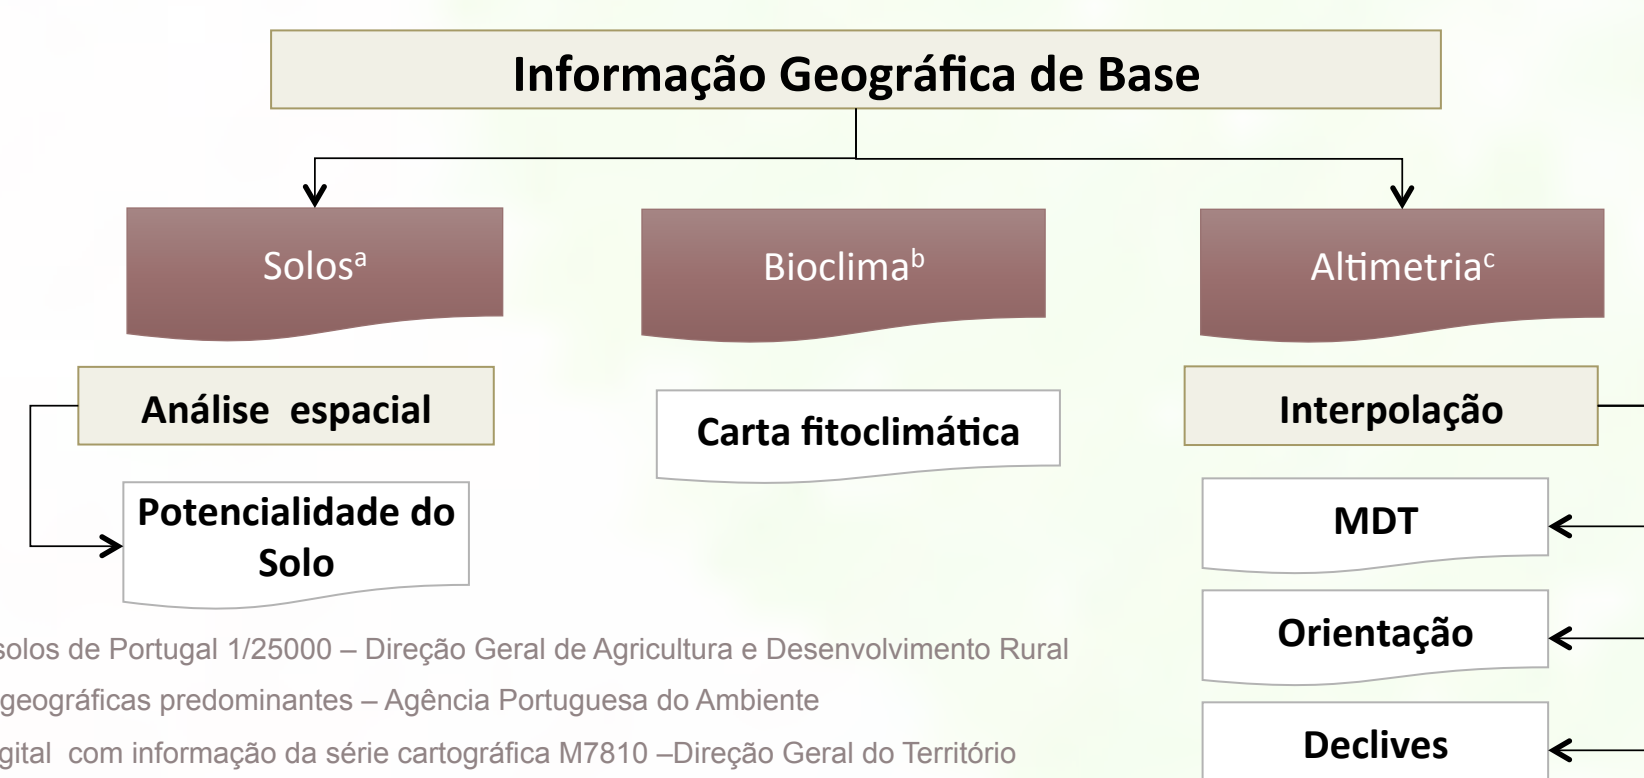 Informação Geográfica de Base
Solosᵃ
Bioclimaᵇ
Altimetriaᶜ
Análise espacial
Carta fitoclimática
Interpolação
Potencialidade do
Solo
MDT
Orientação
Declives
solos de Portugal 1/25000 – Direção Geral de Agricultura e Desenvolvimento Rural
geográficas predominantes – Agência Portuguesa do Ambiente
gital com informação da série cartográfica M7810 –Direção Geral do Território